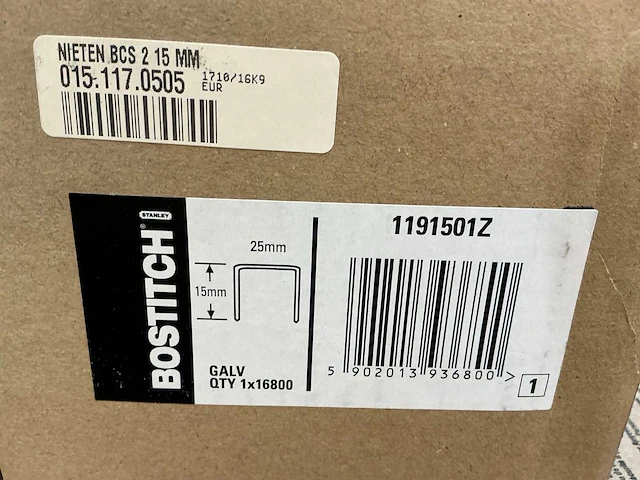 NIETEN BCS 2 15 MM
015.117.0505
1710/16K9
EUR
STANLEY
BOSTITCH®
25mm
15mm
GALV
QTY 1x16800
1191501Z
5 902013 936800 >
1